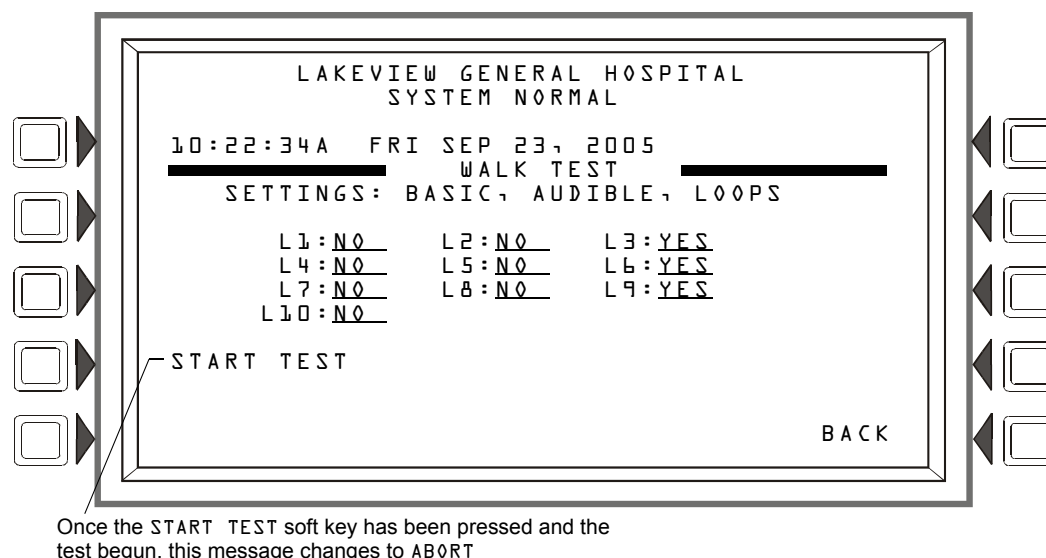 LAKEVIEW GENERAL HOSPITAL
SYSTEM NORMAL
10:22:34A FRI SEP 23, 2005
WALK TEST
SETTINGS: BASIC, AUDIBLE, LOOPS
L1:NO L2:NO L3:YES
L4:NO L5:NO L6:YES
L7:NO L8:NO L9:YES
L10:NO
START TEST
BACK
Once the START TEST soft key has been pressed and the
test begun, this message changes to ABORT